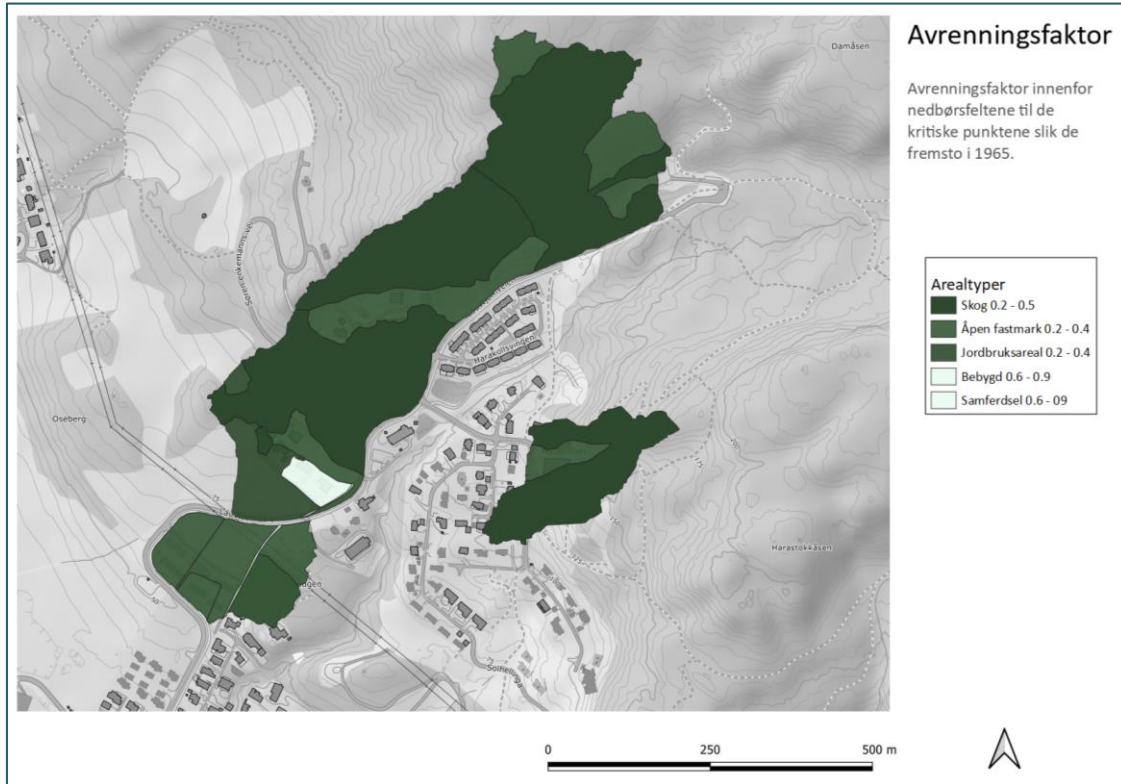 Avrenningsfaktor
Avrenningsfaktor innenfor
nedbørsfeltene til de
kritiske punktene slik de
fremsto i 1965.
Arealtyper
Skog 0.2 - 0.5
Åpen fastmark 0.2 - 0.4
Jordbruksareal 0.2 - 0.4
Bebygd 0.6 - 0.9
Samferdsel 0.6 - 09
Damåsen
Harakollsvingen
Oseberg
Harastokkåsen
Solhellinga
0 250 500 m